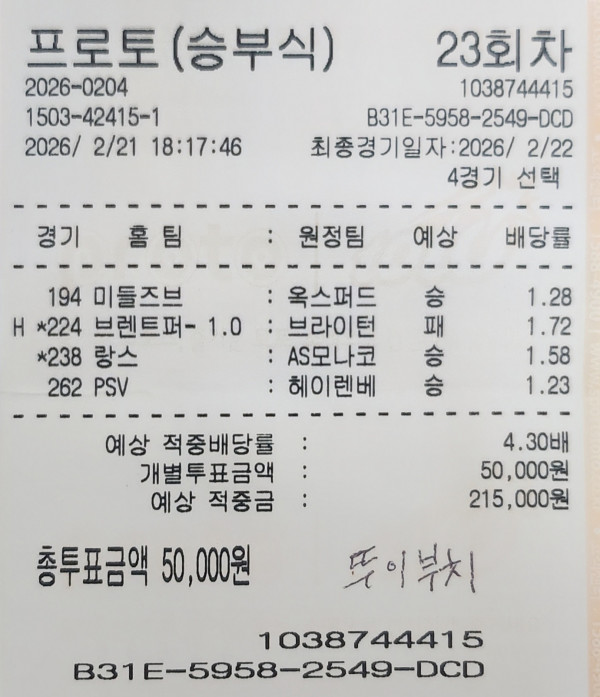 프로토(승부식) 23회차
2026-0204 1038744415
1503-42415-1 B31E-5958-2549-DCD
2026/ 2/21 18:17:46 최종경기일자:2026/ 2/22
4경기 선택
경기 홈 팀 : 원정팀 예상 배당률
194 미들즈브 : 옥스퍼드 승 1.28
H *224 브렌트퍼- 1.0 : 브라이턴 패 1.72
*238 랑스 : AS모나코 승 1.58
262 PSV : 헤이렌베 승 1.23
예상 적중배당률 : 4.30배
개별투표금액 : 50,000원
예상 적중금 : 215,000원
총투표금액 50,000원 뚜이부치
1038744415
B31E-5958-2549-DCD